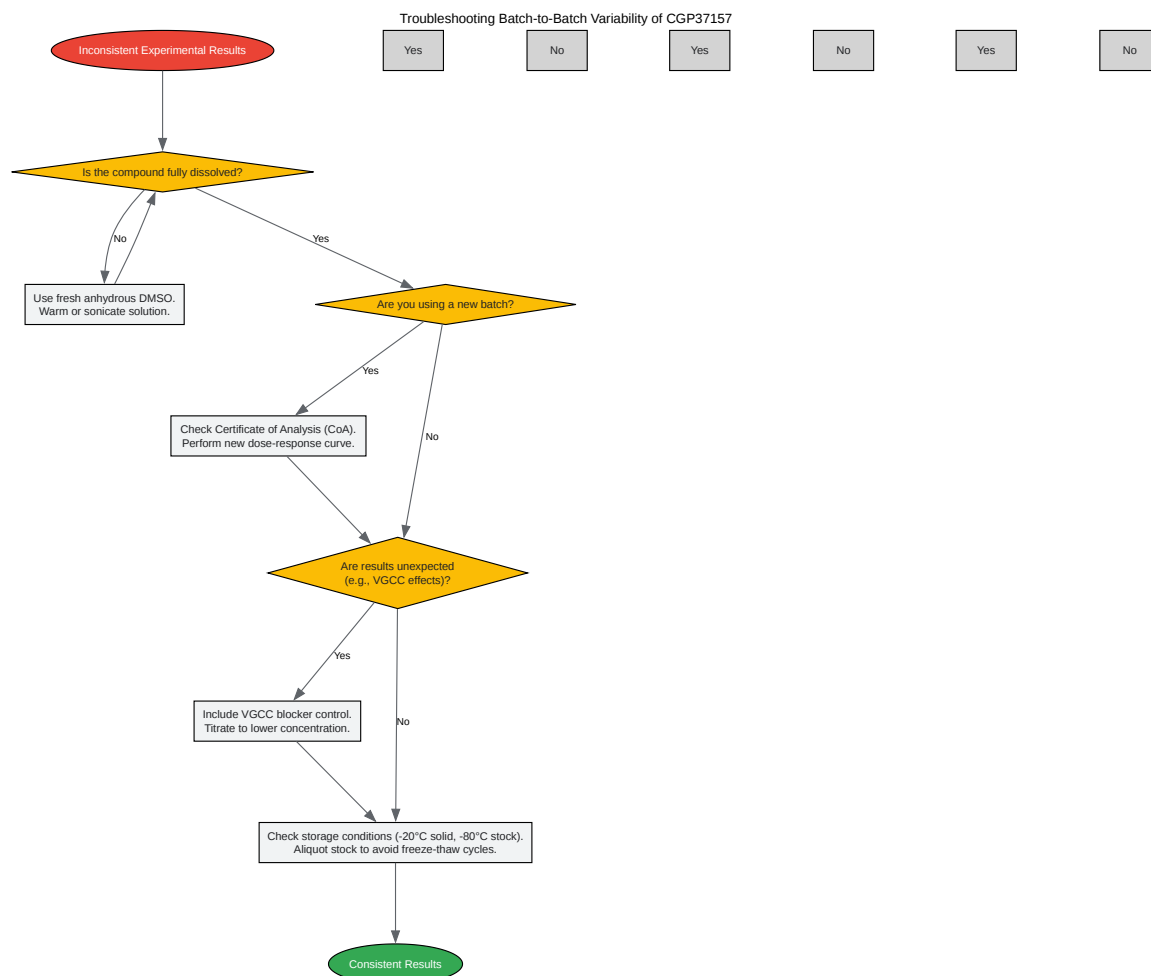 Troubleshooting Batch-to-Batch Variability of CGP37157
Inconsistent Experimental Results
Yes
No
Yes
No
Yes
No
Is the compound fully dissolved?
No
Yes
Use fresh anhydrous DMSO.
Warm or sonicate solution.
Are you using a new batch?
Yes
No
Check Certificate of Analysis (CoA).
Perform new dose-response curve.
Are results unexpected
(e.g., VGCC effects)?
Yes
No
Include VGCC blocker control.
Titrate to lower concentration.
Check storage conditions (-20°C solid, -80°C stock).
Aliquot stock to avoid freeze-thaw cycles.
Consistent Results